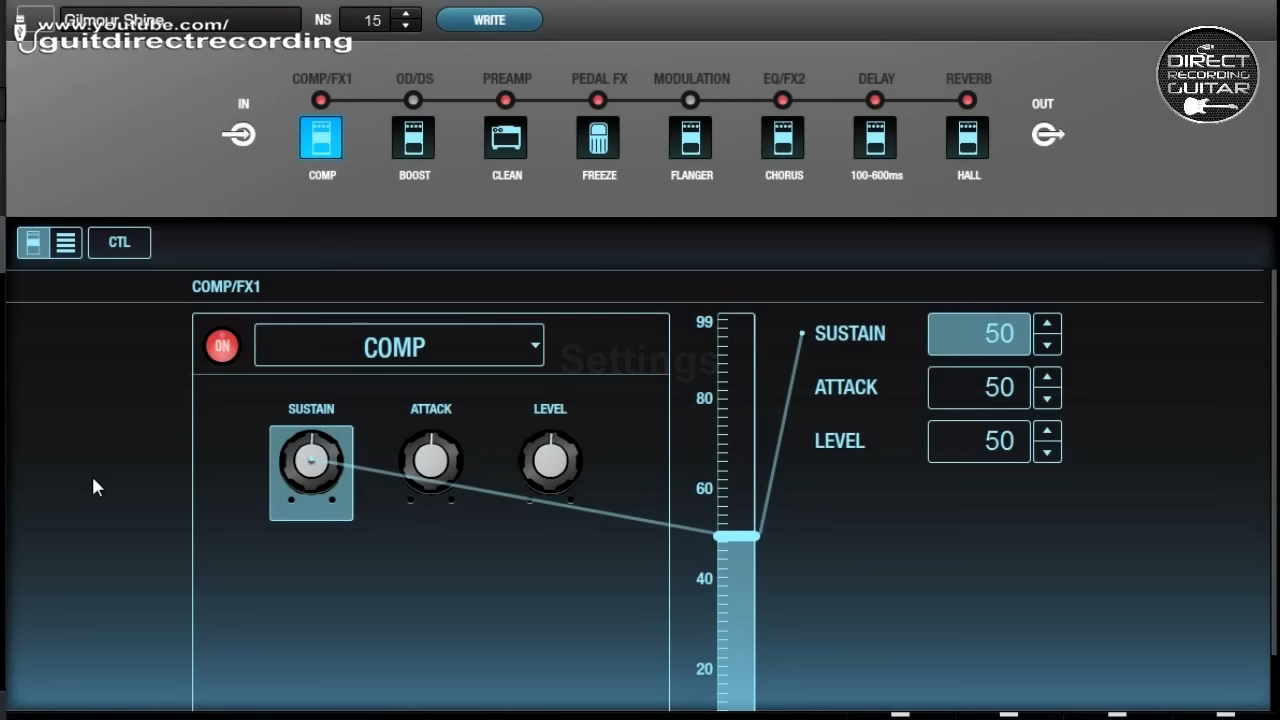 Gilmour Shine NS 15 WRITE
www.youtube.com/
guitdirectrecording
DIRECT
RECORDING
GUITAR
COMP/FX1 OD/DS PREAMP PEDAL FX MODULATION EQ/FX2 DELAY REVERB
IN OUT
COMP BOOST CLEAN FREEZE FLANGER CHORUS 100-600ms HALL
CTL
COMP/FX1
ON COMP
Settings
SUSTAIN ATTACK LEVEL
99
80
60
40
20
SUSTAIN 50
ATTACK 50
LEVEL 50